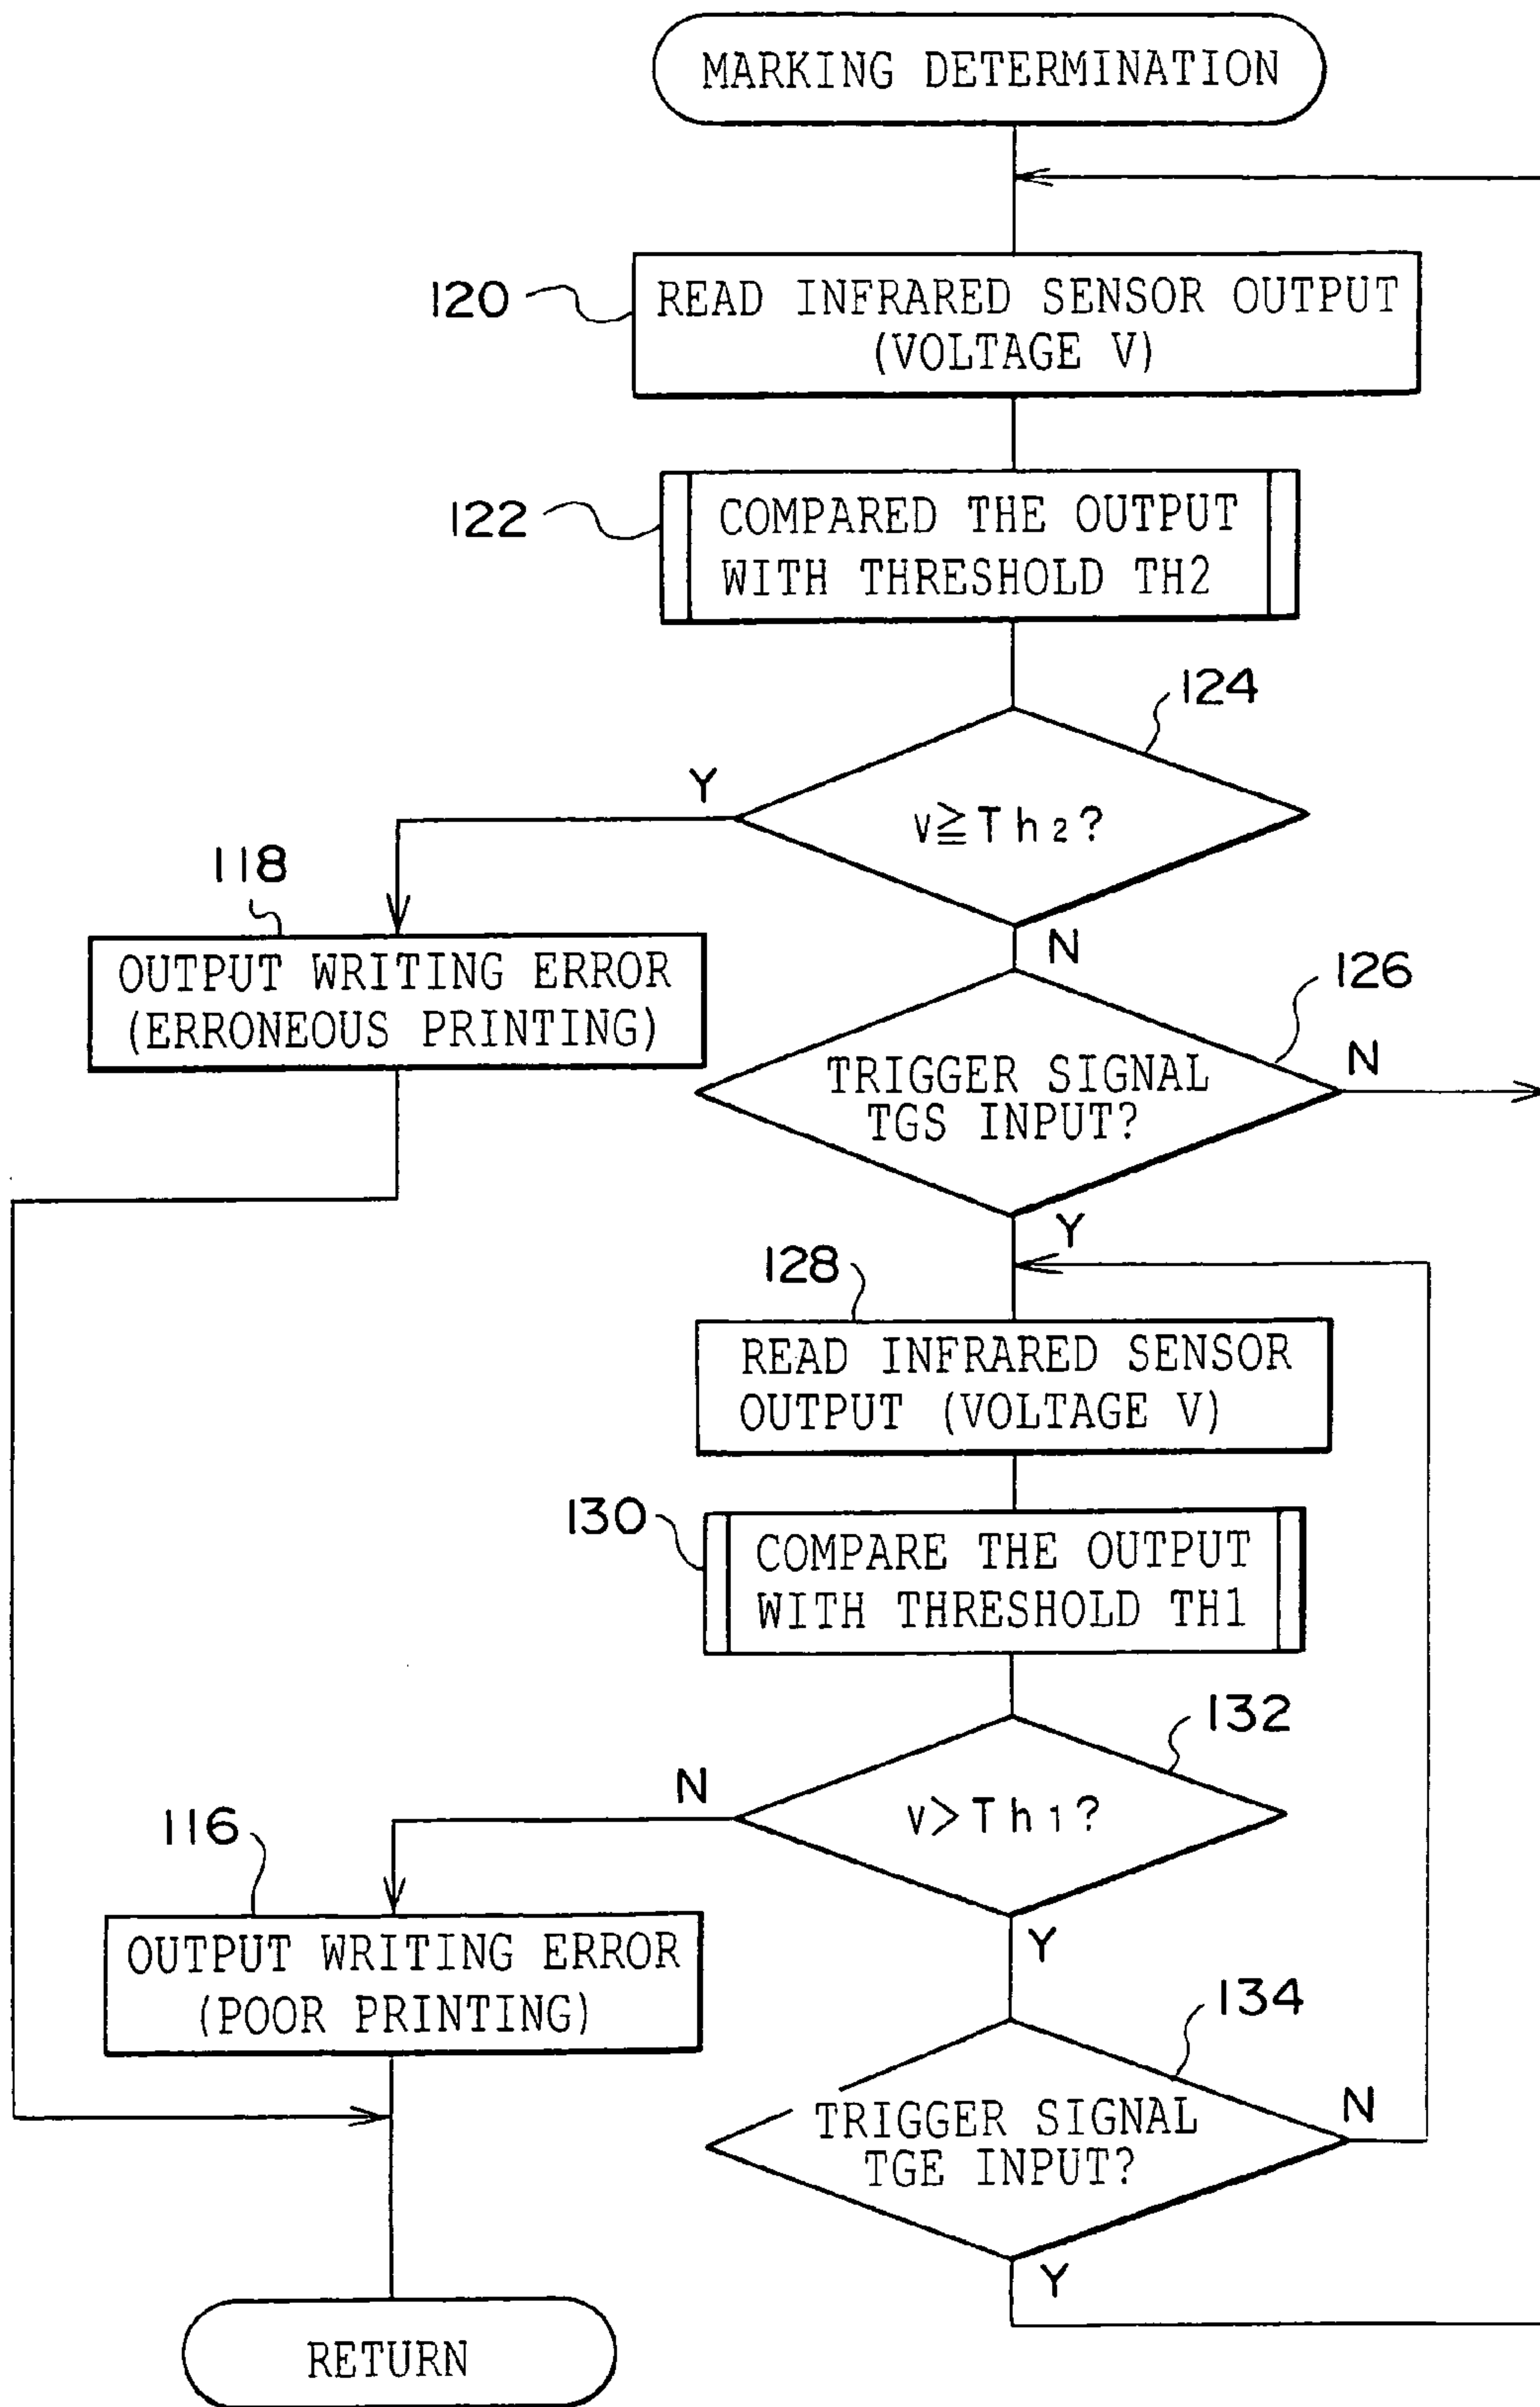 MARKING DETERMINATION
120
READ INFRARED SENSOR OUTPUT
(VOLTAGE V)
122
COMPARED THE OUTPUT
WITH THRESHOLD TH2
124
Y
v≧Th2?
118
N
OUTPUT WRITING ERROR
(ERRONEOUS PRINTING)
126
TRIGGER SIGNAL
TGS INPUT?
N
Y
128
READ INFRARED SENSOR
OUTPUT (VOLTAGE V)
130
COMPARE THE OUTPUT
WITH THRESHOLD TH1
132
N
v>Th1?
116
Y
OUTPUT WRITING ERROR
(POOR PRINTING)
134
TRIGGER SIGNAL
TGE INPUT?
N
Y
RETURN